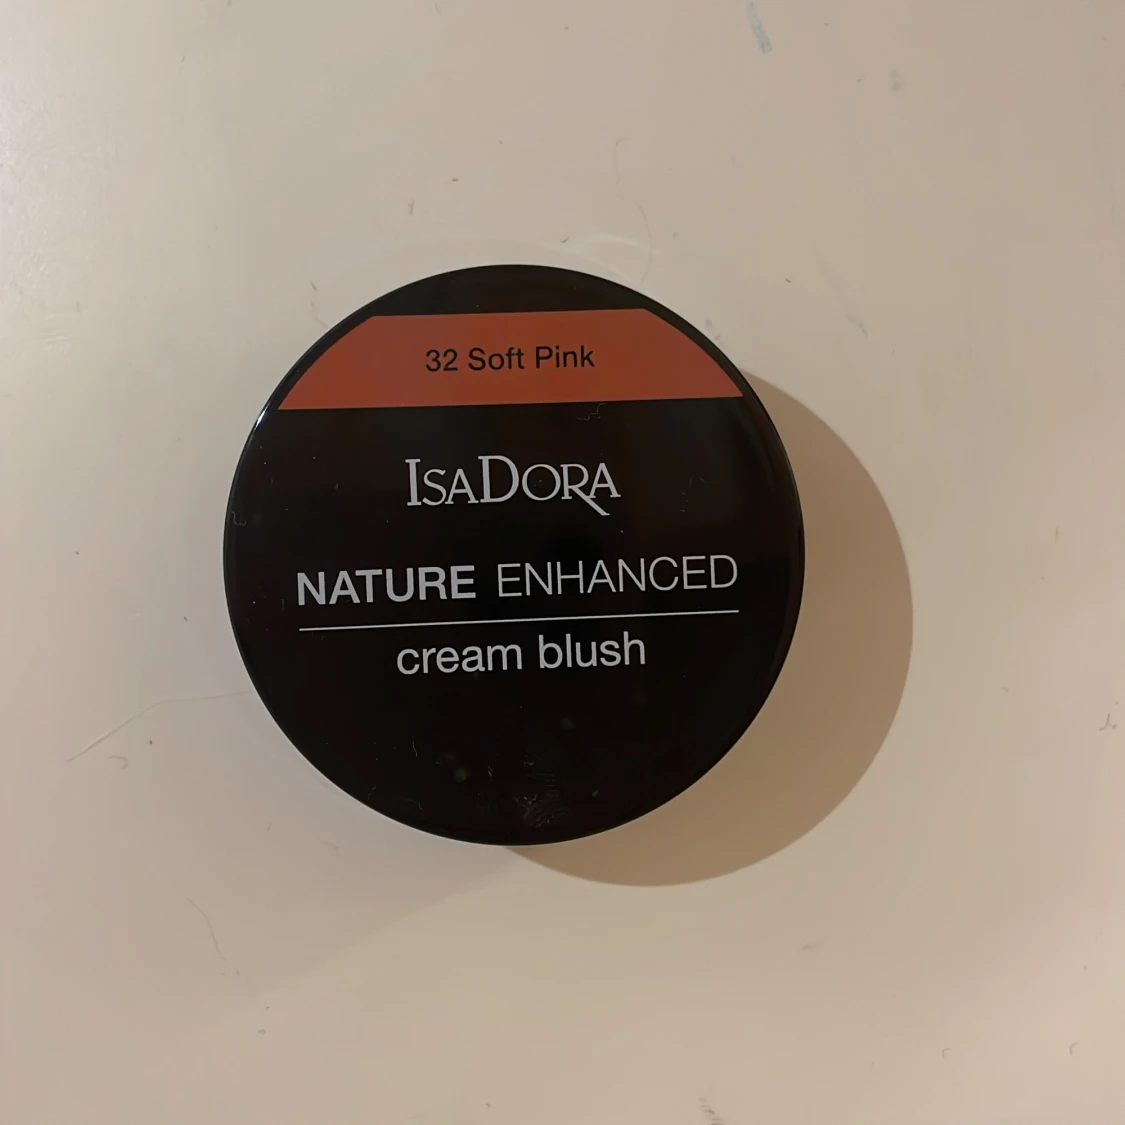 32 Soft Pink
IsaDora
NATURE ENHANCED
cream blush